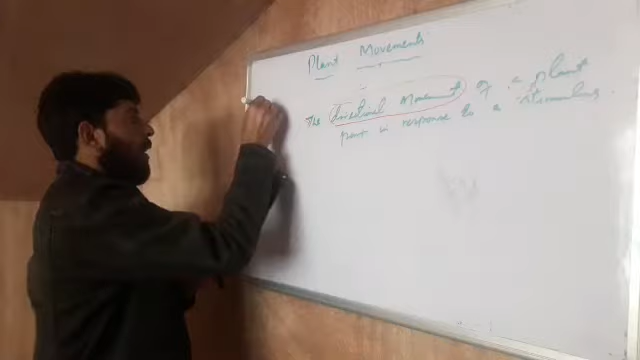 Plant Movements
The directional Movement of a plant
part in response to a stimulus.